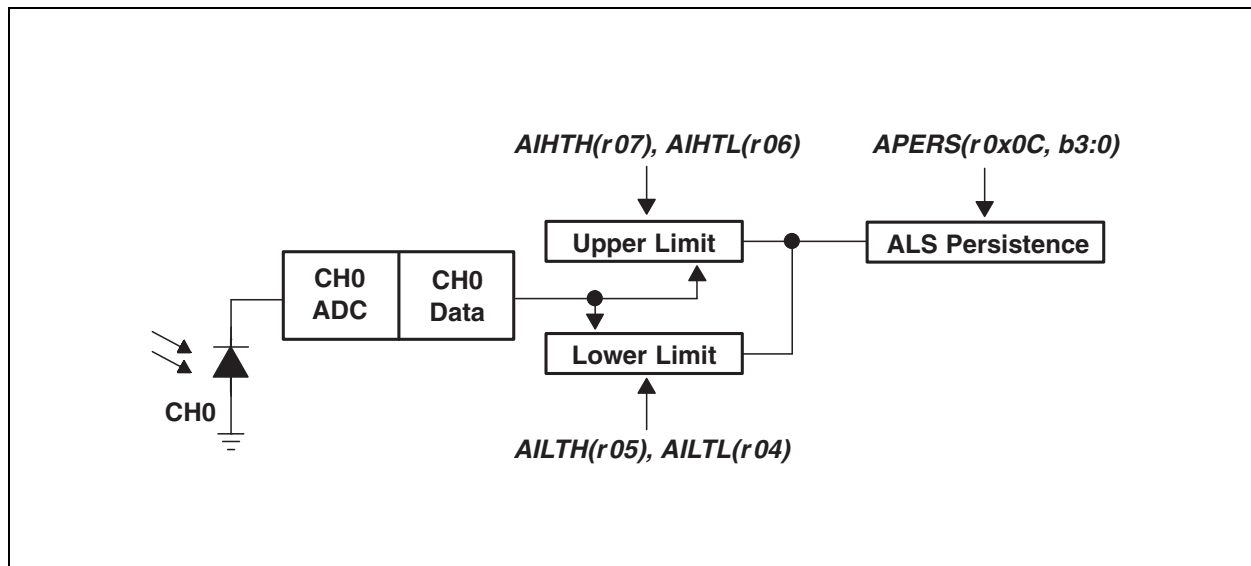 AIHTH(r07), AIHTL(r06)
APERS(r0x0C, b3:0)
Upper Limit
ALS Persistence
CH0
ADC
CH0
Data
Lower Limit
CH0
AILTH(r05), AILTL(r04)